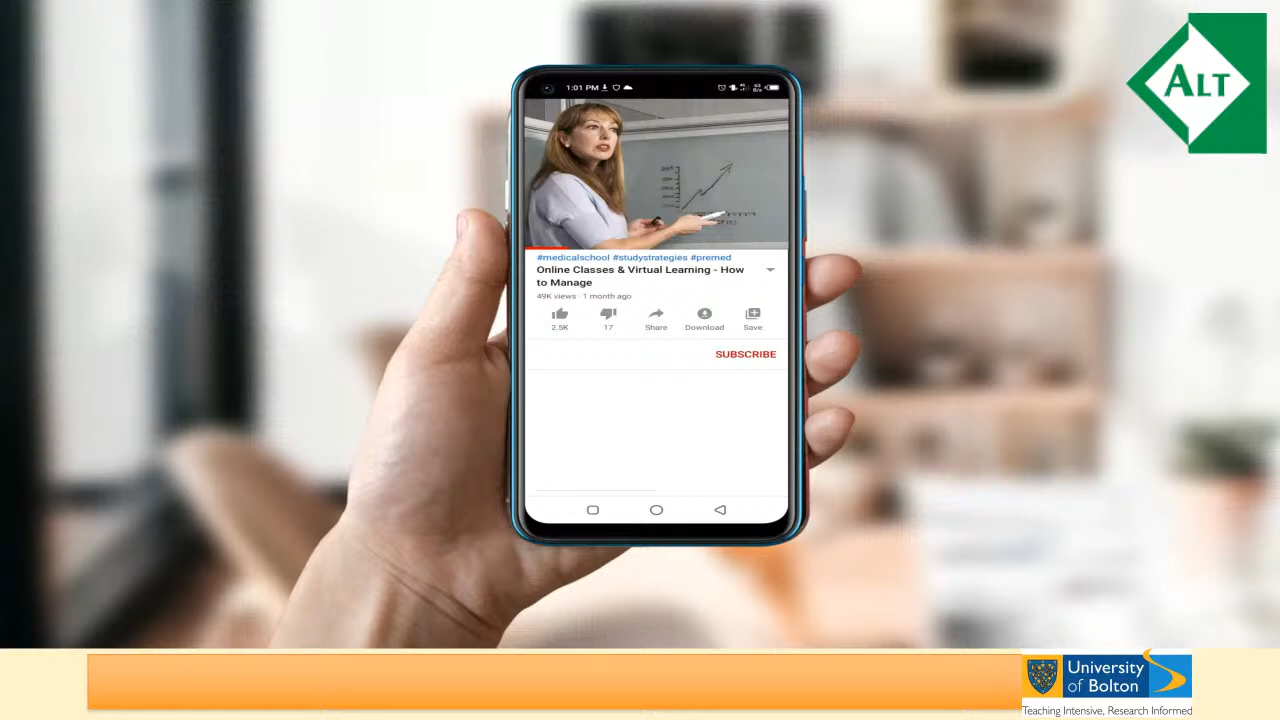 ALT
1:01 PM
#medicalschool #studystrategies #premed
Online Classes & Virtual Learning - How
to Manage
49K views · 1 month ago
2.5K
17
Share
Download
Save
SUBSCRIBE
University
of Bolton
Teaching Intensive, Research Informed